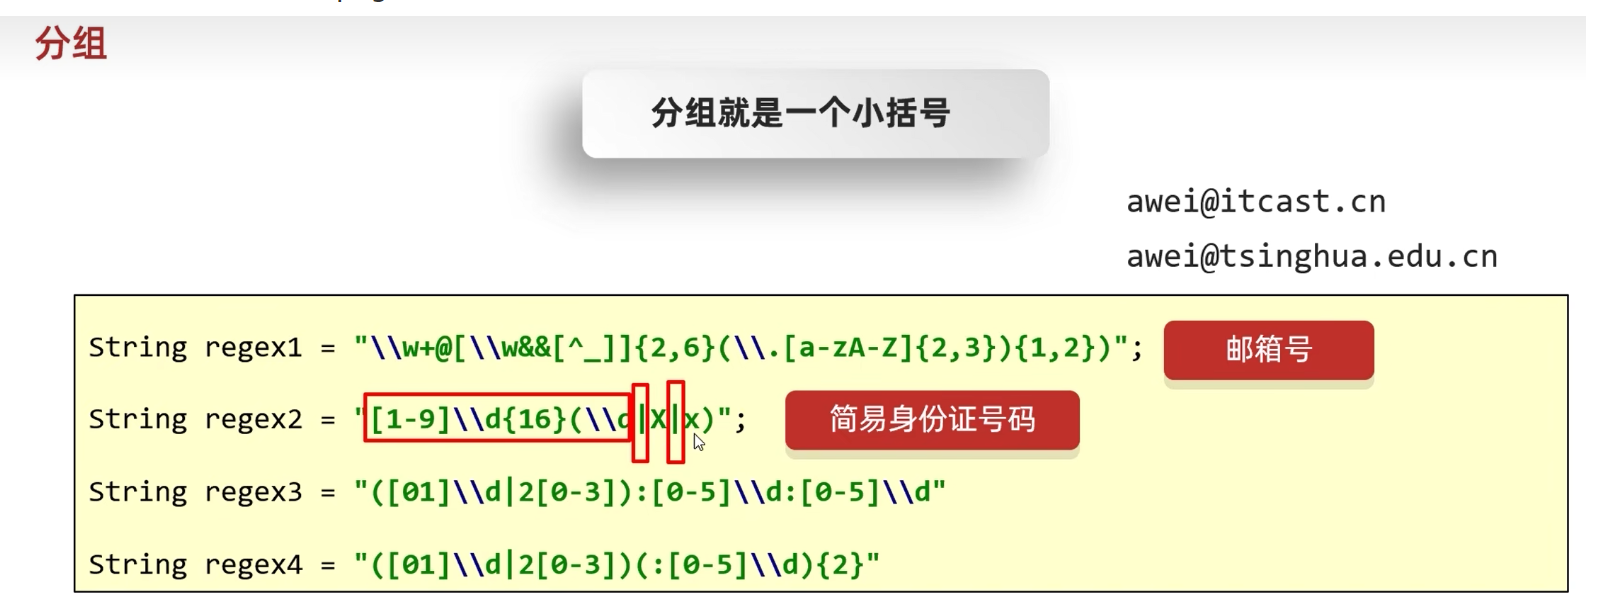 分组
分组就是一个小括号
awei@itcast.cn
awei@tsinghua.edu.cn
String regex1 = "\\w+@[\\w&&[^_]]{2,6}(\\.[a-zA-Z]{2,3}){1,2})"; 邮箱号
String regex2 = "[1-9]\\d{16}(\\d|X|x)"; 简易身份证号码
String regex3 = "([01]\\d|2[0-3]):[0-5]\\d:[0-5]\\d"
String regex4 = "([01]\\d|2[0-3])(:[0-5]\\d){2}"